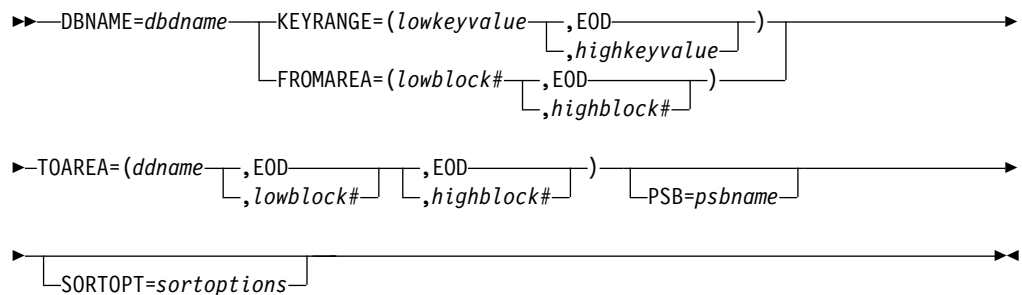 DBNAME=dbdname KEYRANGE=(lowkeyvalue ,EOD )
,highkeyvalue
FROMAREA=(lowblock# ,EOD )
,highblock#
TOAREA=(ddname ,EOD ,EOD )
,lowblock# ,highblock# PSB=psbname
SORTOPT=sortoptions